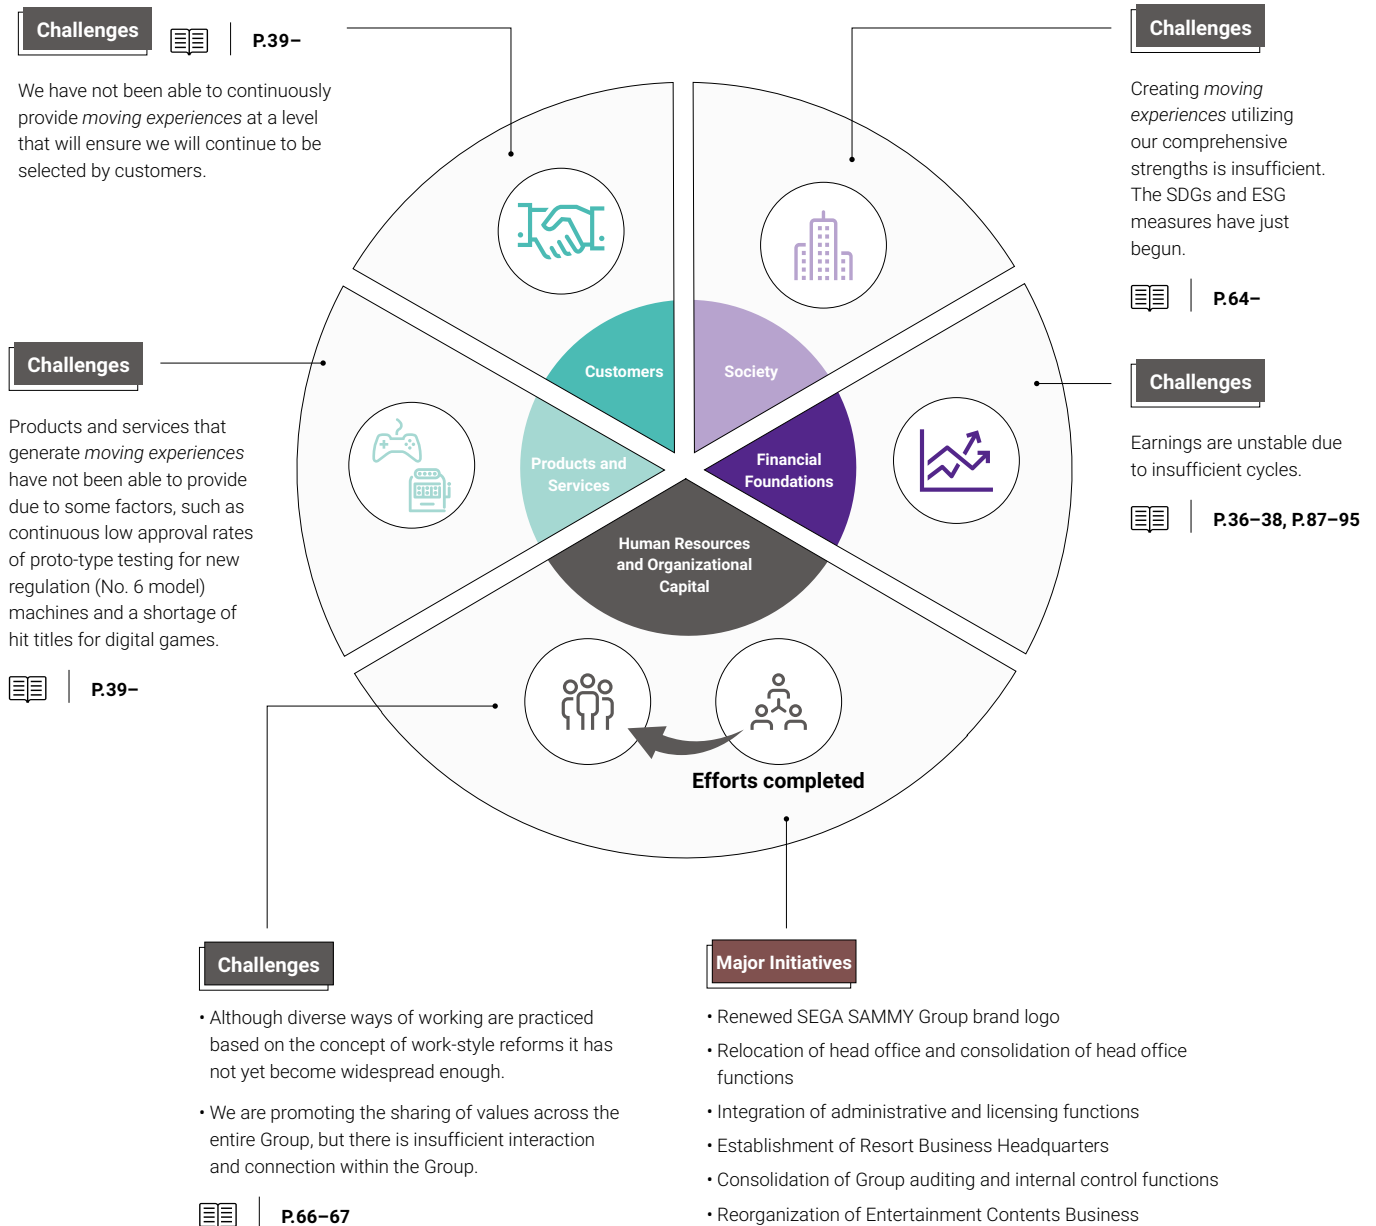 Challenges
P.39–
We have not been able to continuously
provide moving experiences at a level
that will ensure we will continue to be
selected by customers.
Challenges
Creating moving
experiences utilizing
our comprehensive
strengths is insufficient.
The SDGs and ESG
measures have just
begun.
P.64–
Challenges
Products and services that
generate moving experiences
have not been able to provide
due to some factors, such as
continuous low approval rates
of proto-type testing for new
regulation (No. 6 model)
machines and a shortage of
hit titles for digital games.
P.39–
Customers
Society
Products and
Services
Financial
Foundations
Human Resources
and Organizational
Capital
Challenges
Earnings are unstable due
to insufficient cycles.
P.36–38, P.87–95
Efforts completed
Challenges
• Although diverse ways of working are practiced
based on the concept of work-style reforms it has
not yet become widespread enough.
• We are promoting the sharing of values across the
entire Group, but there is insufficient interaction
and connection within the Group.
P.66–67
Major Initiatives
• Renewed SEGA SAMMY Group brand logo
• Relocation of head office and consolidation of head office
functions
• Integration of administrative and licensing functions
• Establishment of Resort Business Headquarters
• Consolidation of Group auditing and internal control functions
• Reorganization of Entertainment Contents Business